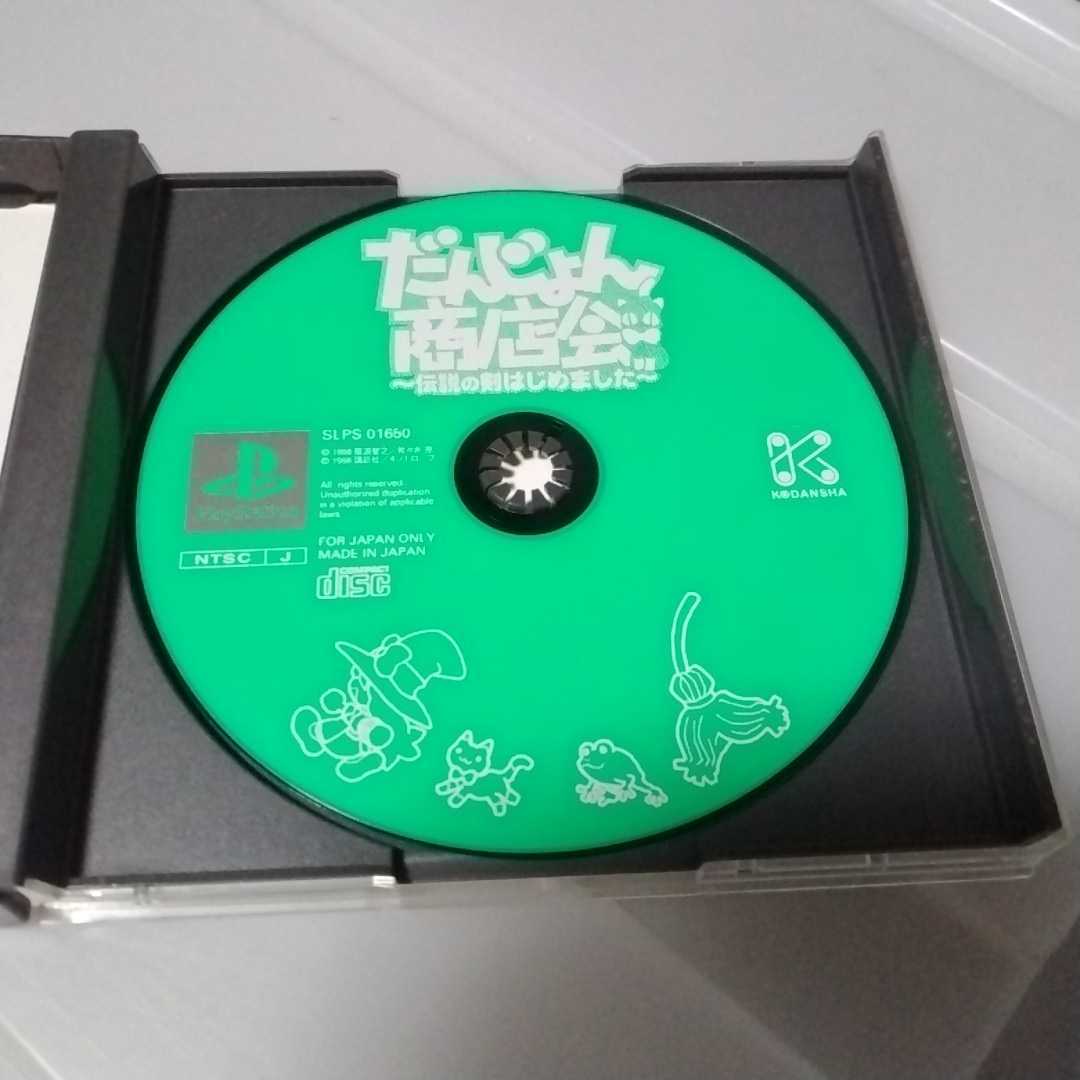 だんじょん
商店会
～伝説の剣はじめました～
SLPS 01650
All rights reserved.
Unauthorized duplication
is a violation of applicable
laws.
PlayStation
FOR JAPAN ONLY
MADE IN JAPAN
NTSC J
COMPACT
disc
KODANSHA